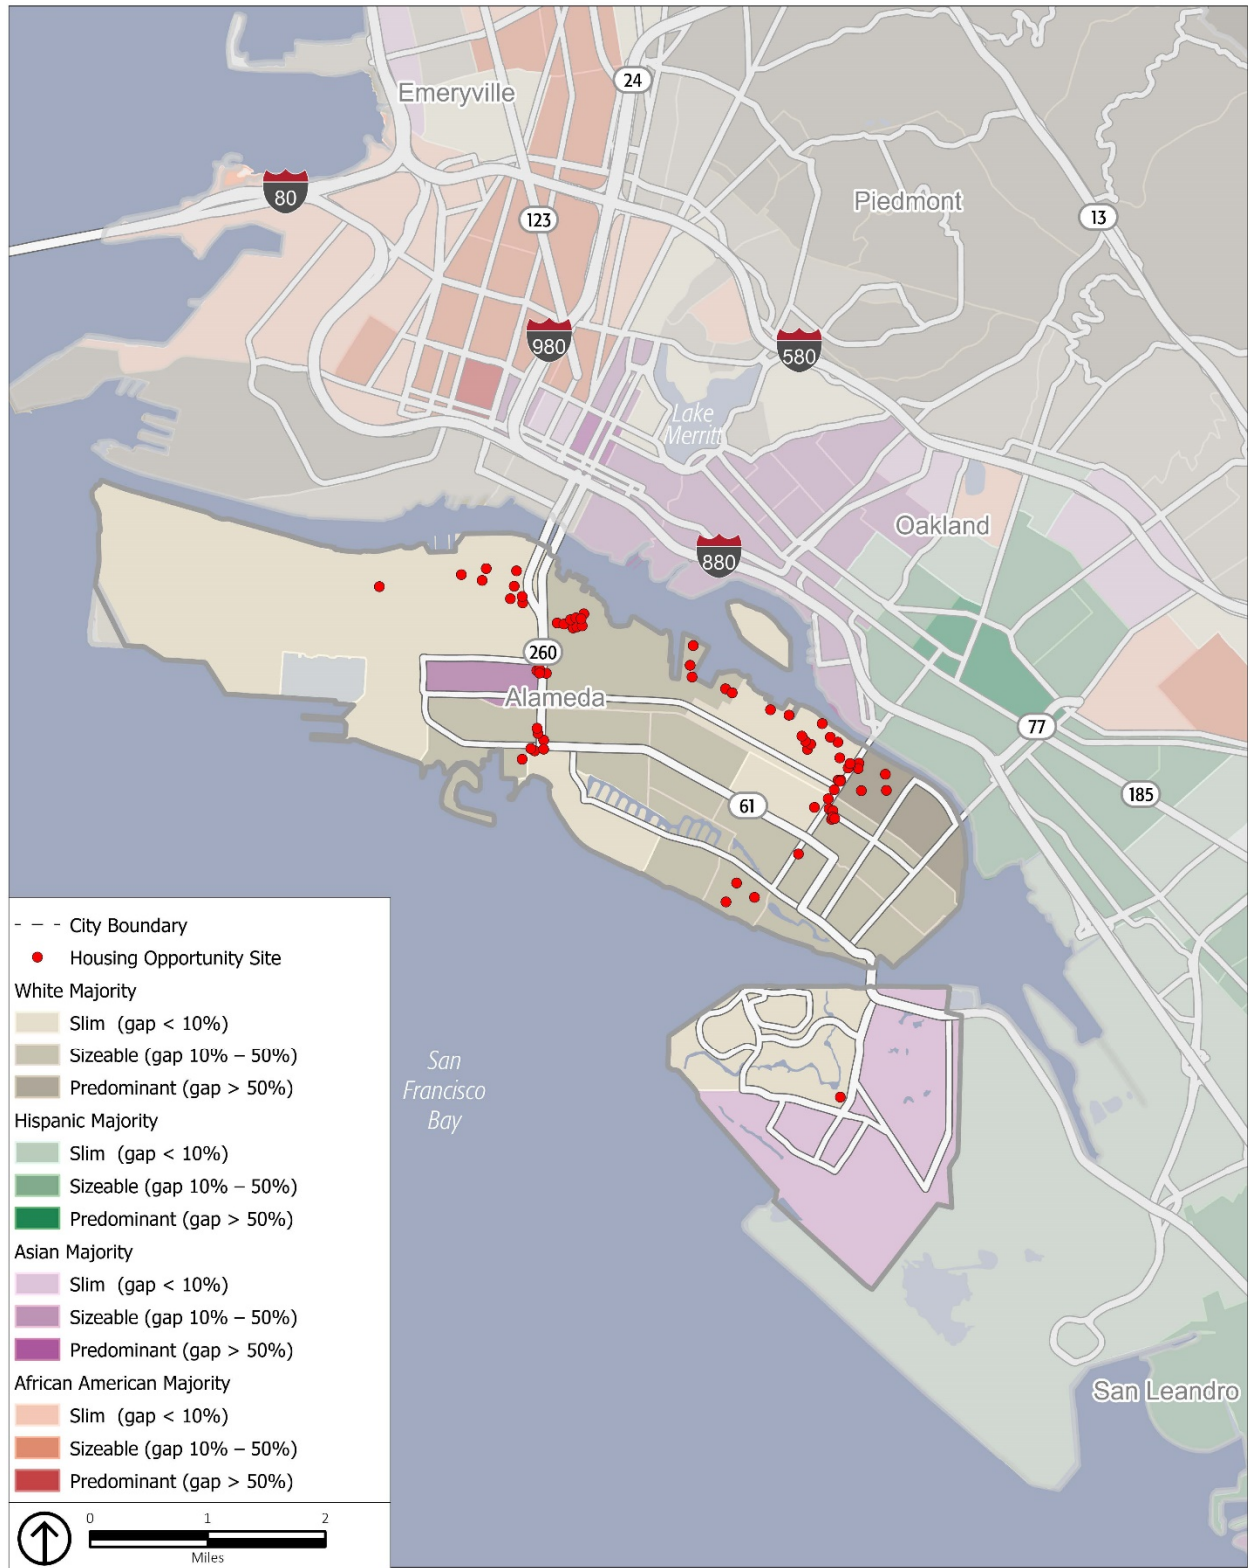 Emeryville
24
80
123
Piedmont
13
980
580
Lake
Merritt
Oakland
880
260
Alameda
77
61
185
San
Francisco
Bay
San Leandro
City Boundary
Housing Opportunity Site
White Majority
Slim (gap < 10%)
Sizeable (gap 10% – 50%)
Predominant (gap > 50%)
Hispanic Majority
Slim (gap < 10%)
Sizeable (gap 10% – 50%)
Predominant (gap > 50%)
Asian Majority
Slim (gap < 10%)
Sizeable (gap 10% – 50%)
Predominant (gap > 50%)
African American Majority
Slim (gap < 10%)
Sizeable (gap 10% – 50%)
Predominant (gap > 50%)
0 1 2
Miles